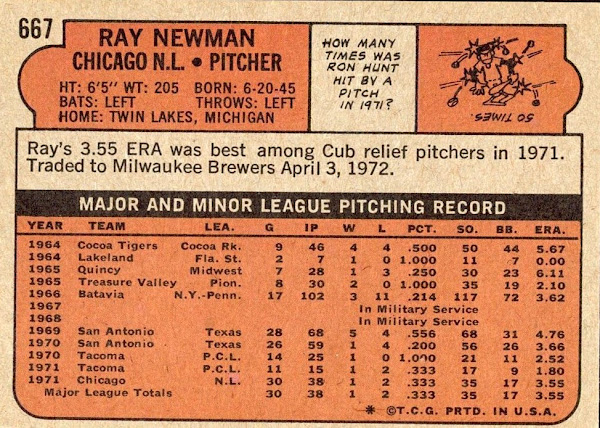 667
RAY NEWMAN
CHICAGO N.L. • PITCHER
HT: 6'5" WT: 205 BORN: 6-20-45
BATS: LEFT THROWS: LEFT
HOME: TWIN LAKES, MICHIGAN
HOW MANY
TIMES WAS
RON HUNT
HIT BY A
PITCH
IN 1971?
50 TIMES.
Ray's 3.55 ERA was best among Cub relief pitchers in 1971.
Traded to Milwaukee Brewers April 3, 1972.
MAJOR AND MINOR LEAGUE PITCHING RECORD
YEAR TEAM LEA. G IP W L PCT. SO. BB. ERA.
1964 Cocoa Tigers Cocoa Rk. 9 46 4 4 .500 50 44 5.67
1964 Lakeland Fla. St. 2 7 1 0 1.000 11 7 0.00
1965 Quincy Midwest 7 28 1 3 .250 30 23 6.11
1965 Treasure Valley Pion. 8 30 2 0 1.000 35 19 2.10
1966 Batavia N.Y.-Penn. 17 102 3 11 .214 117 72 3.62
1967 In Military Service
1968 In Military Service
1969 San Antonio Texas 28 68 5 4 .556 68 31 4.76
1970 San Antonio Texas 26 59 1 4 .200 56 26 3.66
1970 Tacoma P.C.L. 14 25 1 0 1.000 21 11 2.52
1971 Tacoma P.C.L. 11 15 1 2 .333 17 9 1.80
1971 Chicago N.L. 30 38 1 2 .333 35 17 3.55
Major League Totals 30 38 1 2 .333 35 17 3.55
* ©T.C.G. PRTD. IN U.S.A.